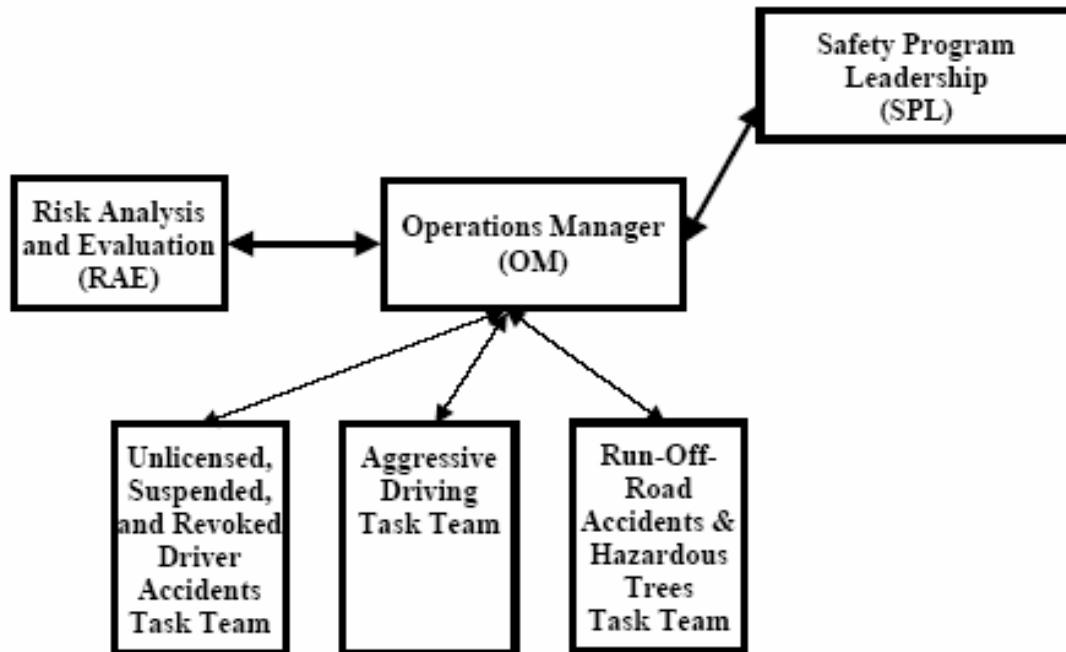 Safety Program
Leadership
(SPL)
Risk Analysis
and Evaluation
(RAE)
Operations Manager
(OM)
Unlicensed,
Suspended,
and Revoked
Driver
Accidents
Task Team
Aggressive
Driving
Task Team
Run-Off-
Road
Accidents &
Hazardous
Trees
Task Team